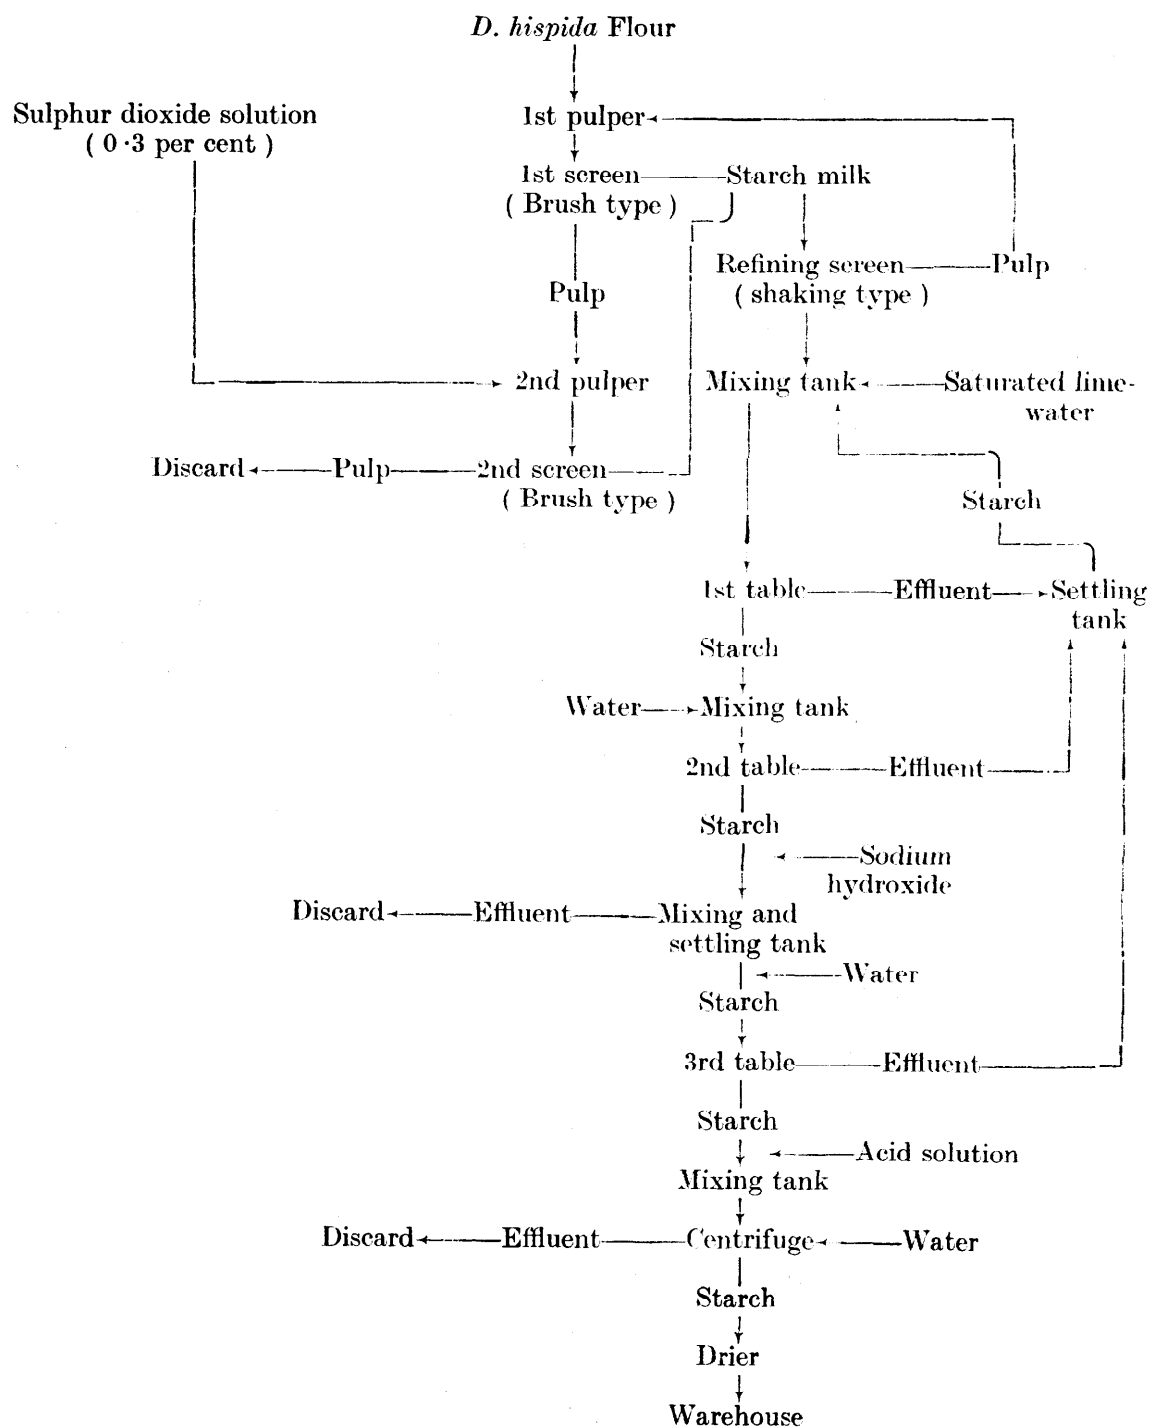 D. hispida Flour
Sulphur dioxide solution
( 0·3 per cent )
1st pulper
1st screen
( Brush type )
Starch milk
Refining screen
( shaking type )
Pulp
Pulp
2nd pulper
Mixing tank
Saturated lime-
water
Discard
Pulp
2nd screen
( Brush type )
Starch
1st table
Effluent
Settling
tank
Starch
Water
Mixing tank
2nd table
Effluent
Starch
Sodium
hydroxide
Discard
Effluent
Mixing and
settling tank
Water
Starch
3rd table
Effluent
Starch
Acid solution
Mixing tank
Discard
Effluent
Centrifuge
Water
Starch
Drier
Warehouse